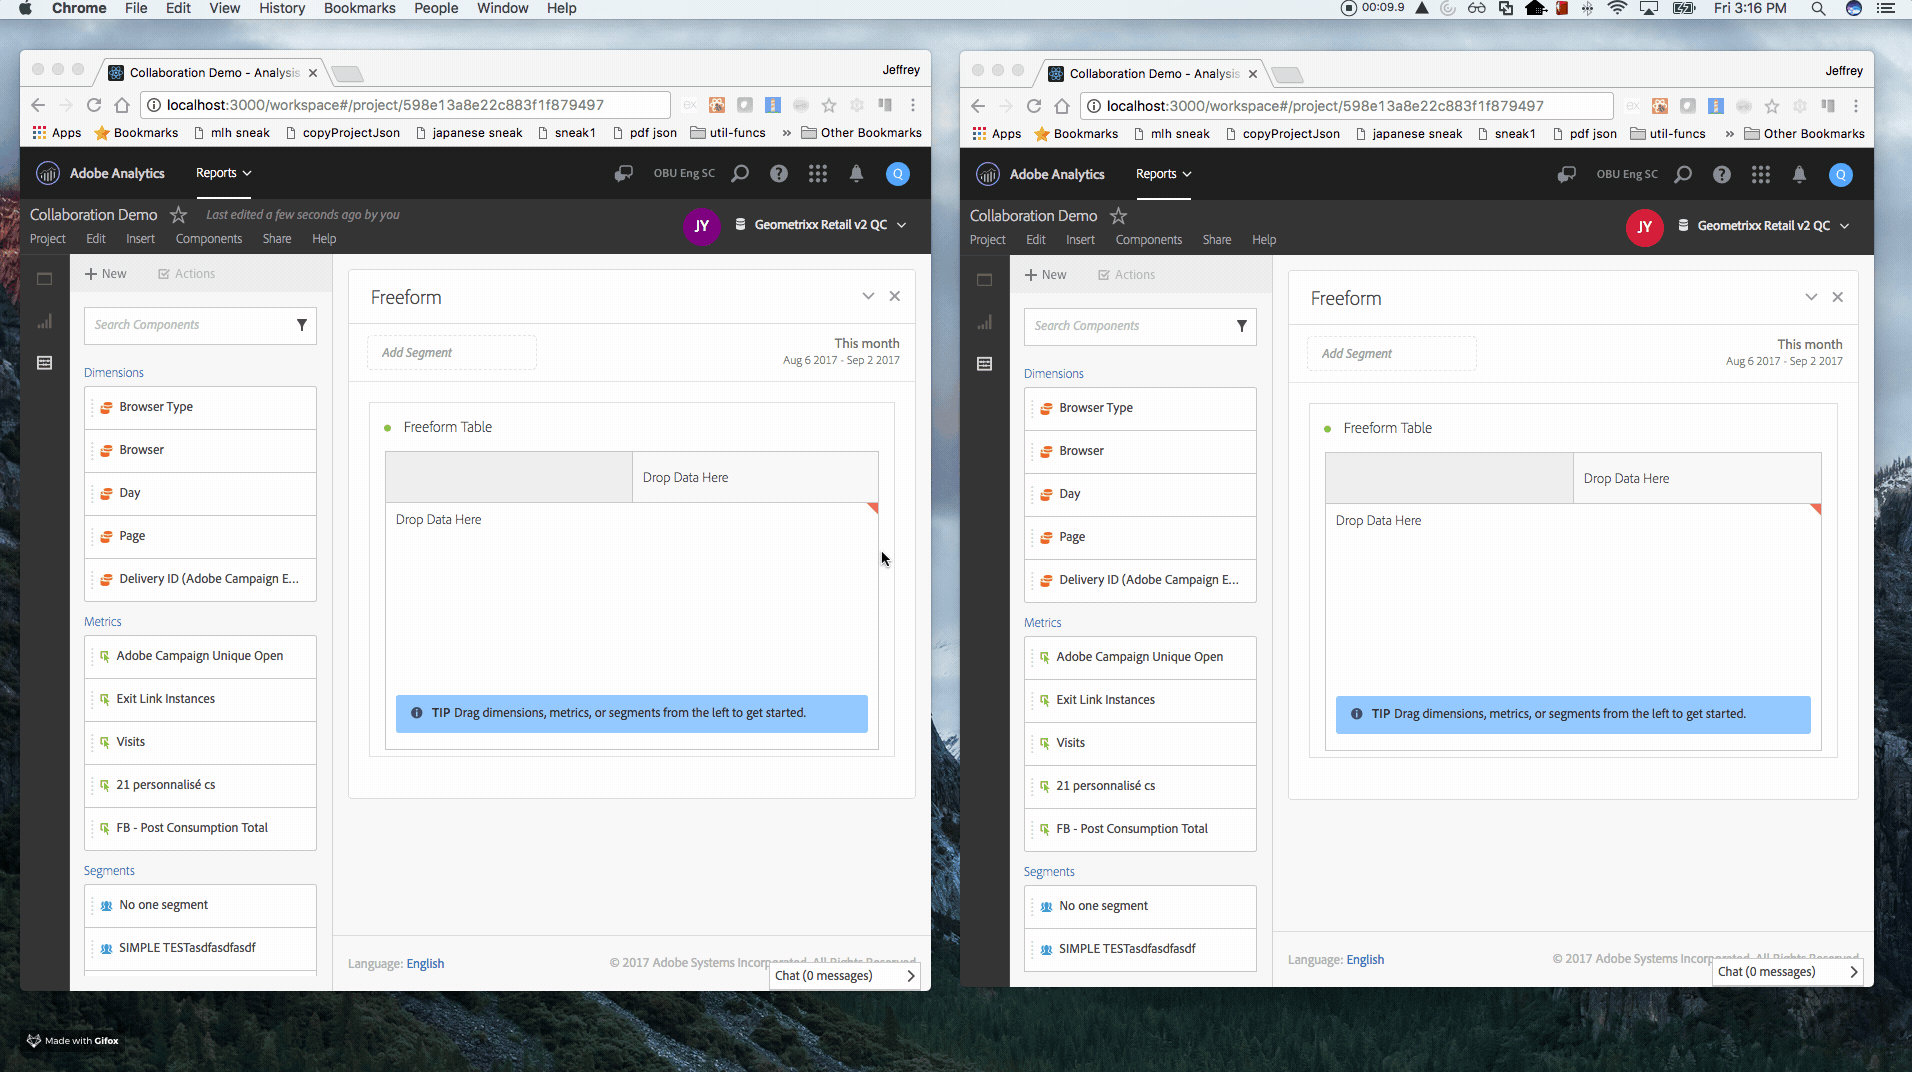 Chrome File Edit View History Bookmarks People Window Help 00:09.9 Fri 3:16 PM
Collaboration Demo - Analysis Jeffrey
localhost:3000/workspace#/project/598e13a8e22c883f1f879497
Apps Bookmarks mlh sneak copyProjectJson japanese sneak sneak1 pdf json util-funcs » Other Bookmarks
Adobe Analytics Reports OBU Eng SC Q
Collaboration Demo Last edited a few seconds ago by you JY Geometrixx Retail v2 QC
Project Edit Insert Components Share Help
+ New Actions
Freeform
Search Components
Add Segment This month
Aug 6 2017 - Sep 2 2017
Dimensions
Browser Type
Browser
Day
Page
Delivery ID (Adobe Campaign E...
Freeform Table
Drop Data Here
Drop Data Here
TIP Drag dimensions, metrics, or segments from the left to get started.
Metrics
Adobe Campaign Unique Open
Exit Link Instances
Visits
21 personnalisé cs
FB - Post Consumption Total
Segments
No one segment
SIMPLE TESTasdfasdfasdf
Language: English © 2017 Adobe Systems Incorporated. All Rights Reserved
Chat (0 messages)
Collaboration Demo - Analysis Jeffrey
localhost:3000/workspace#/project/598e13a8e22c883f1f879497
Apps Bookmarks mlh sneak copyProjectJson japanese sneak sneak1 pdf json util-funcs » Other Bookmarks
Adobe Analytics Reports OBU Eng SC Q
Collaboration Demo JY Geometrixx Retail v2 QC
Project Edit Insert Components Share Help
+ New Actions
Freeform
Search Components
Add Segment This month
Aug 6 2017 - Sep 2 2017
Dimensions
Browser Type
Browser
Day
Page
Delivery ID (Adobe Campaign E...
Freeform Table
Drop Data Here
Drop Data Here
TIP Drag dimensions, metrics, or segments from the left to get started.
Metrics
Adobe Campaign Unique Open
Exit Link Instances
Visits
21 personnalisé cs
FB - Post Consumption Total
Segments
No one segment
SIMPLE TESTasdfasdfasdf
Language: English © 2017 Adobe Systems Incorporated. All Rights Reserved
Chat (0 messages)
Made with Gifox